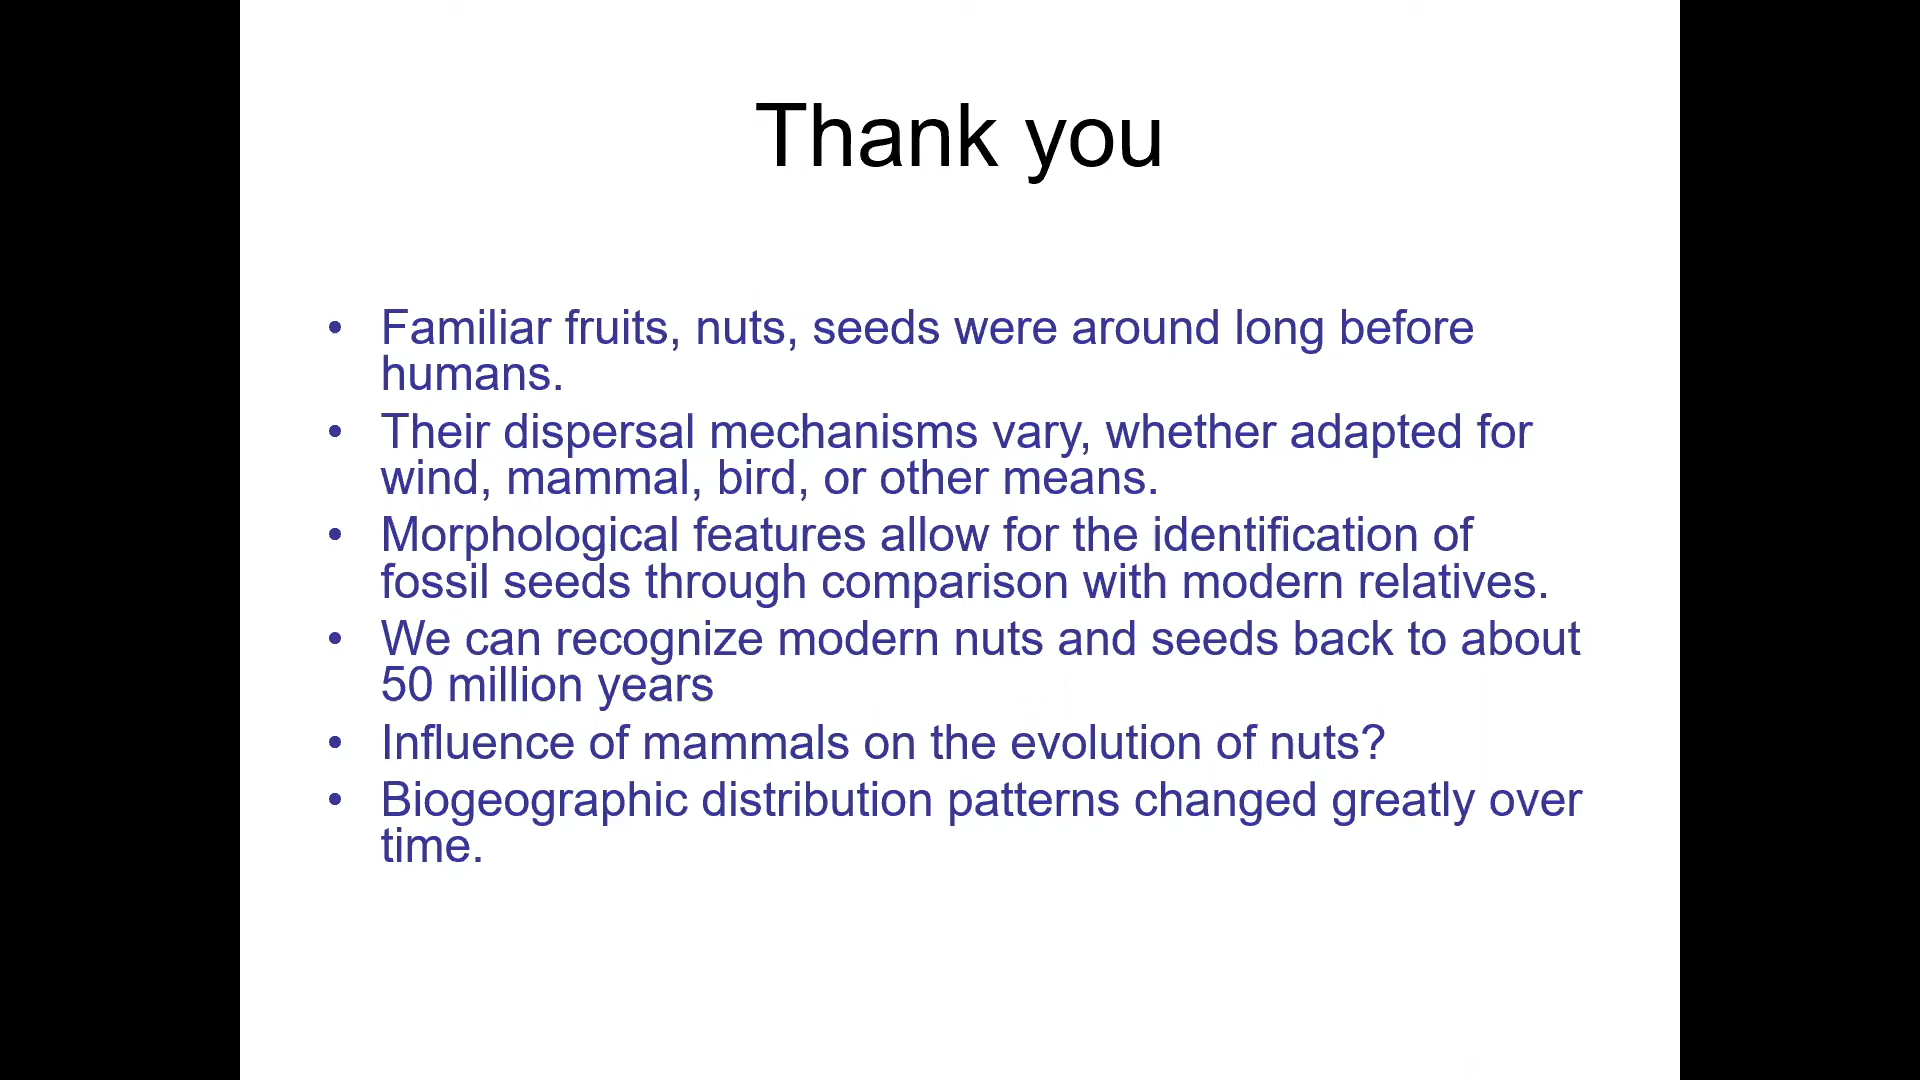 Thank you
• Familiar fruits, nuts, seeds were around long before
humans.
• Their dispersal mechanisms vary, whether adapted for
wind, mammal, bird, or other means.
• Morphological features allow for the identification of
fossil seeds through comparison with modern relatives.
• We can recognize modern nuts and seeds back to about
50 million years
• Influence of mammals on the evolution of nuts?
• Biogeographic distribution patterns changed greatly over
time.